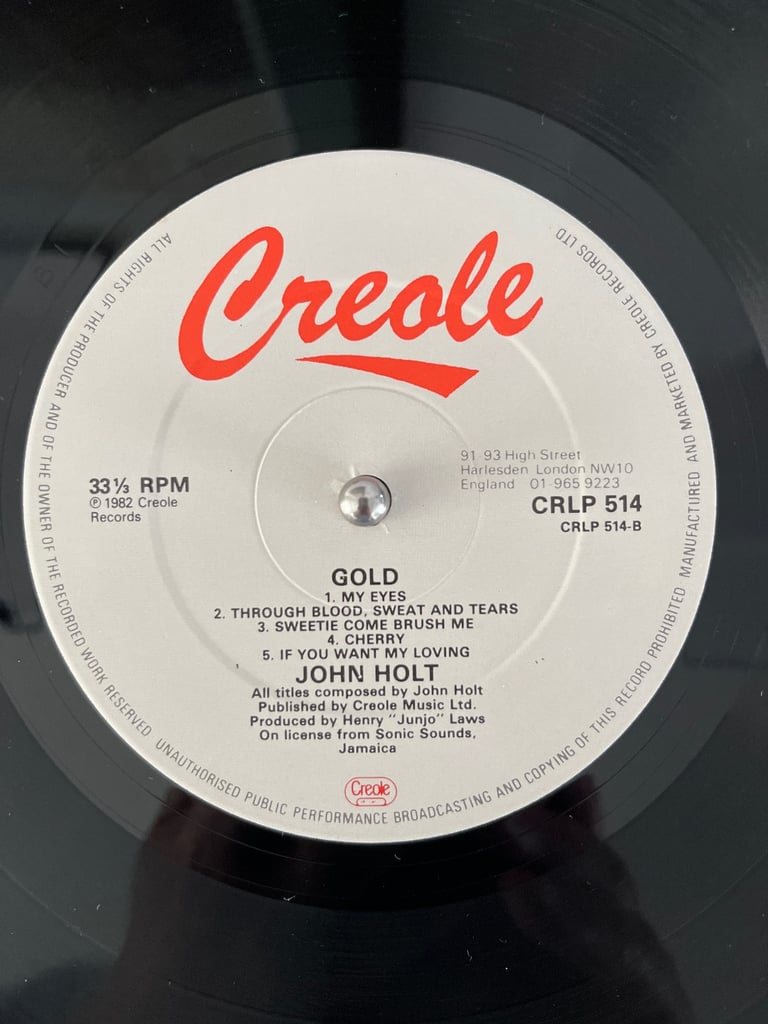 Creole
91-93 High Street
Harlesden London NW10
England 01-965 9223
33⅓ RPM
℗ 1982 Creole
Records
CRLP 514
CRLP 514-B
GOLD
1. MY EYES
2. THROUGH BLOOD, SWEAT AND TEARS
3. SWEETIE COME BRUSH ME
4. CHERRY
5. IF YOU WANT MY LOVING
JOHN HOLT
All titles composed by John Holt
Published by Creole Music Ltd.
Produced by Henry "Junjo" Laws
On license from Sonic Sounds,
Jamaica
Creole
ALL RIGHTS OF THE PRODUCER AND OF THE OWNER OF THE RECORDED WORK RESERVED UNAUTHORISED PUBLIC PERFORMANCE BROADCASTING AND COPYING OF THIS RECORD PROHIBITED MANUFACTURED AND MARKETED BY CREOLE RECORDS LTD